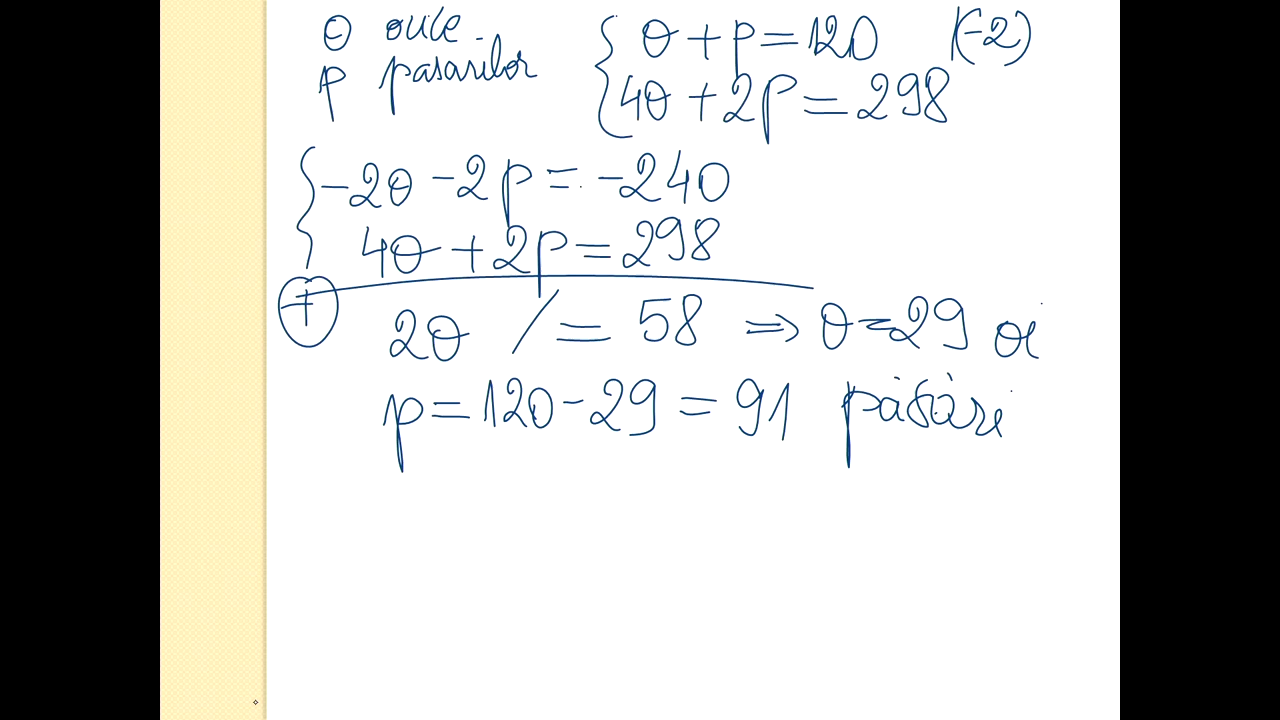 O oile { O + p = 120 |(-2)
p pasarilor { 4O + 2p = 298
{ -2O - 2p = -240
4O + 2p = 298
+ 2O / = 58 ⇒ O = 29 oi
p = 120 - 29 = 91 păsări